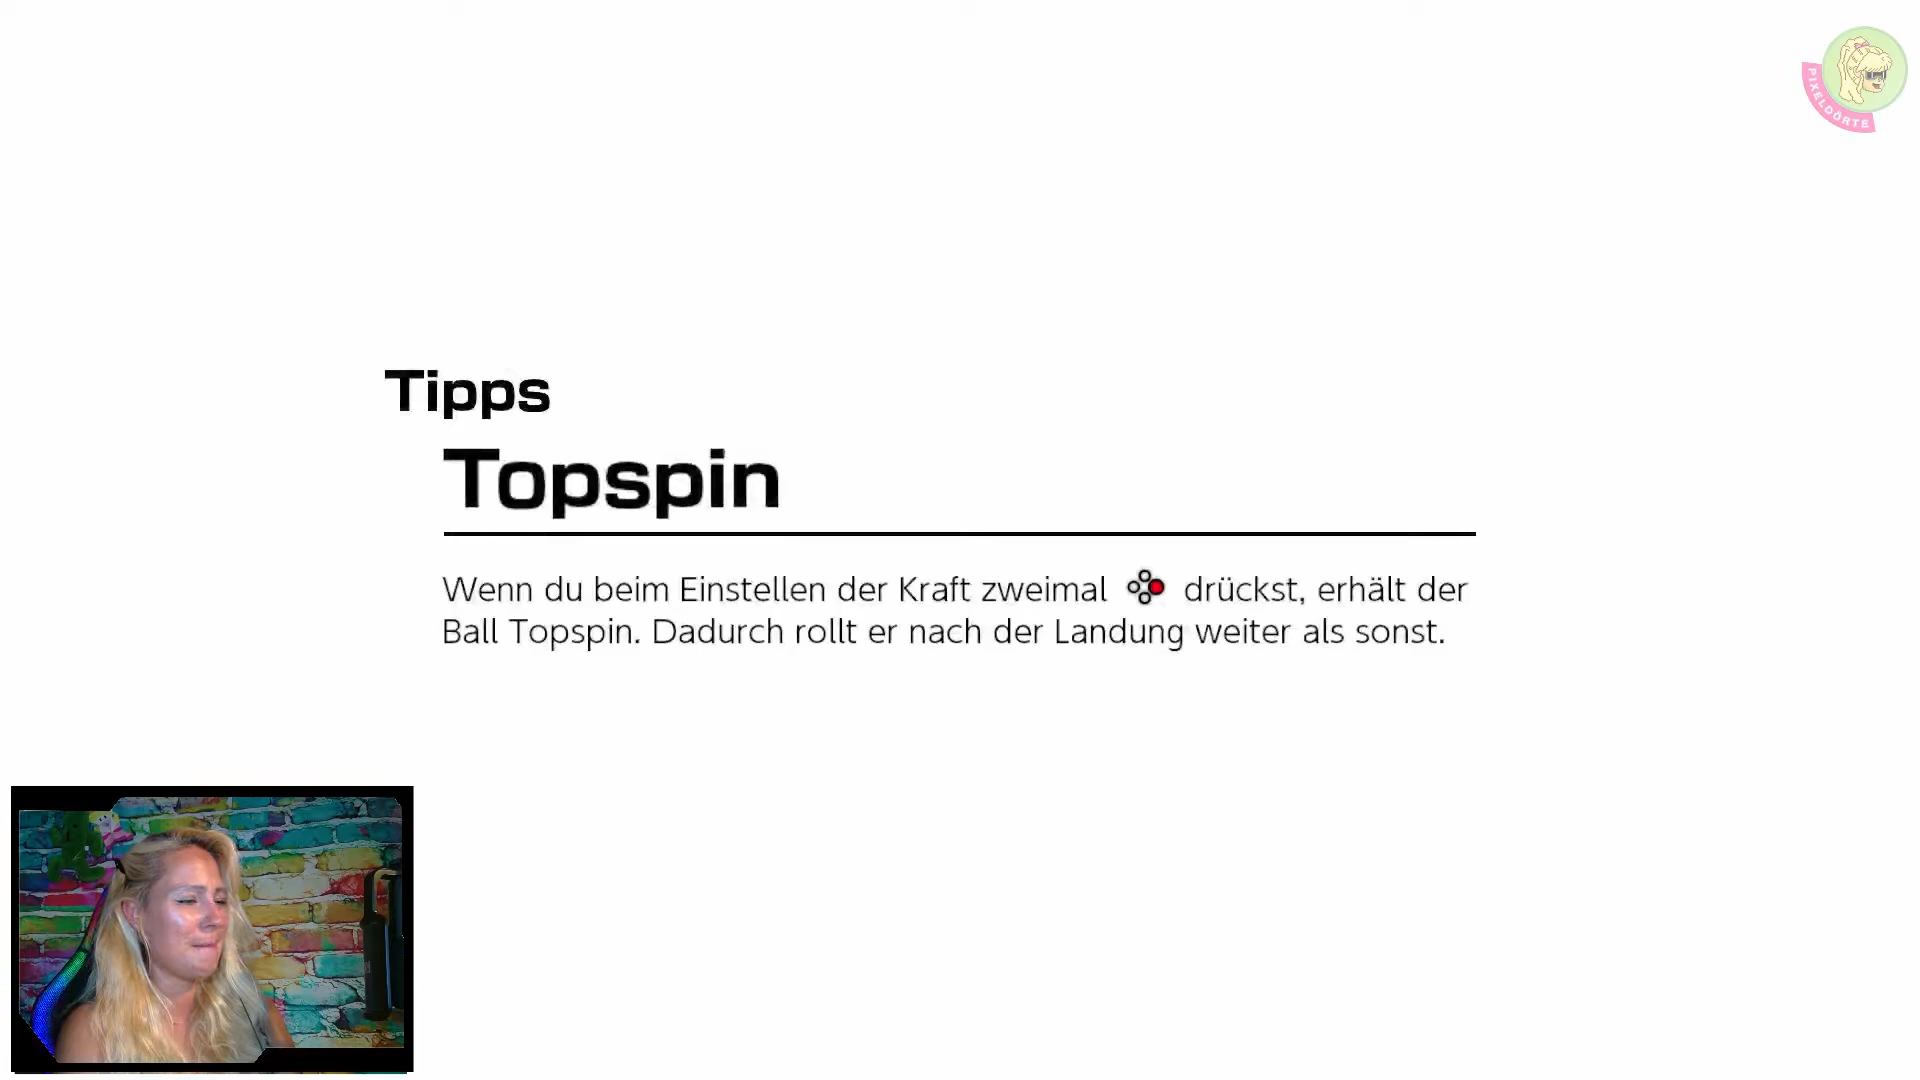 PIXELDÖRTE
Tipps
Topspin
Wenn du beim Einstellen der Kraft zweimal drückst, erhält der
Ball Topspin. Dadurch rollt er nach der Landung weiter als sonst.